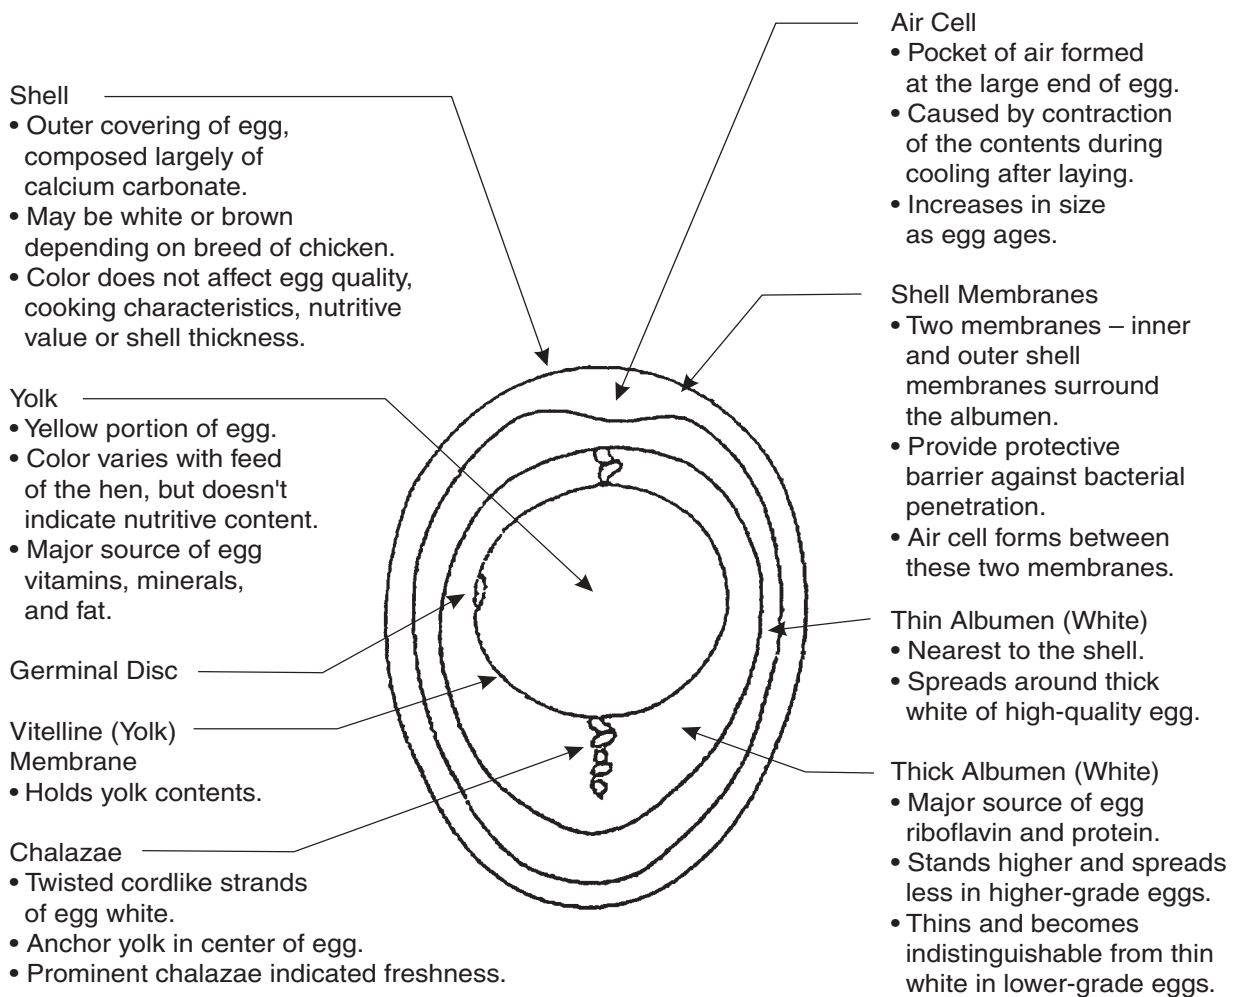 Shell
• Outer covering of egg,
composed largely of
calcium carbonate.
• May be white or brown
depending on breed of chicken.
• Color does not affect egg quality,
cooking characteristics, nutritive
value or shell thickness.
Yolk
• Yellow portion of egg.
• Color varies with feed
of the hen, but doesn't
indicate nutritive content.
• Major source of egg
vitamins, minerals,
and fat.
Germinal Disc
Vitelline (Yolk)
Membrane
• Holds yolk contents.
Chalazae
• Twisted cordlike strands
of egg white.
• Anchor yolk in center of egg.
• Prominent chalazae indicated freshness.
Air Cell
• Pocket of air formed
at the large end of egg.
• Caused by contraction
of the contents during
cooling after laying.
• Increases in size
as egg ages.
Shell Membranes
• Two membranes – inner
and outer shell
membranes surround
the albumen.
• Provide protective
barrier against bacterial
penetration.
• Air cell forms between
these two membranes.
Thin Albumen (White)
• Nearest to the shell.
• Spreads around thick
white of high-quality egg.
Thick Albumen (White)
• Major source of egg
riboflavin and protein.
• Stands higher and spreads
less in higher-grade eggs.
• Thins and becomes
indistinguishable from thin
white in lower-grade eggs.